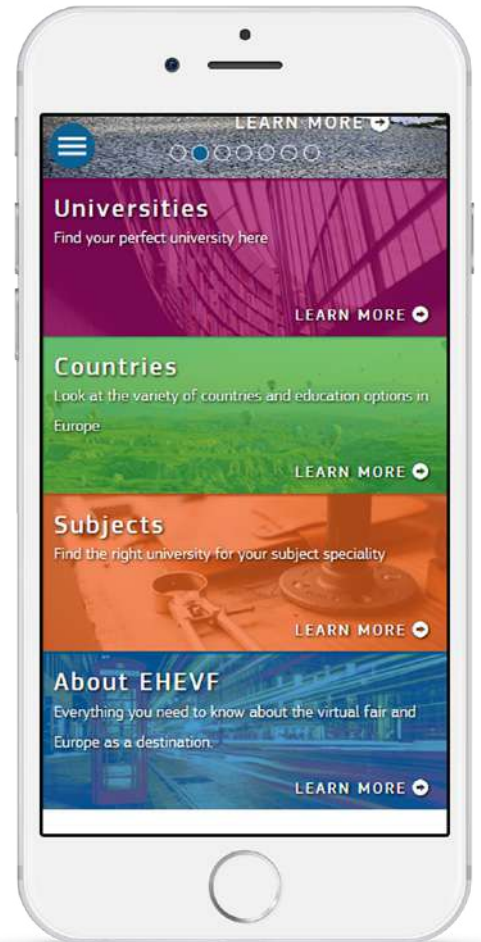 LEARN MORE
Universities
Find your perfect university here
LEARN MORE
Countries
Look at the variety of countries and education options in
Europe
LEARN MORE
Subjects
Find the right university for your subject speciality
LEARN MORE
About EHEVF
Everything you need to know about the virtual fair and
Europe as a destination.
LEARN MORE